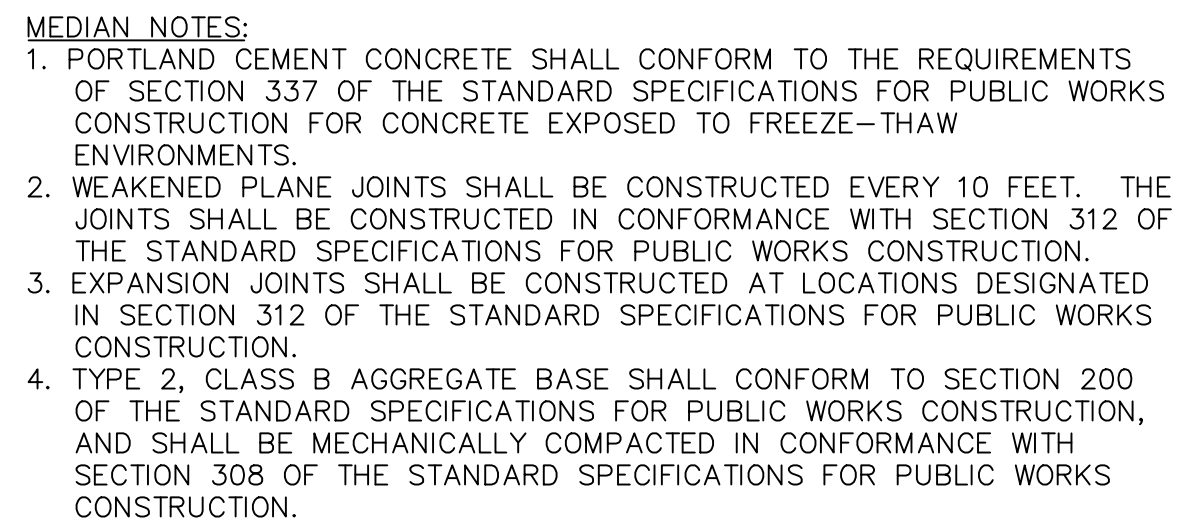 MEDIAN NOTES:
1. PORTLAND CEMENT CONCRETE SHALL CONFORM TO THE REQUIREMENTS
OF SECTION 337 OF THE STANDARD SPECIFICATIONS FOR PUBLIC WORKS
CONSTRUCTION FOR CONCRETE EXPOSED TO FREEZE–THAW
ENVIRONMENTS.
2. WEAKENED PLANE JOINTS SHALL BE CONSTRUCTED EVERY 10 FEET. THE
JOINTS SHALL BE CONSTRUCTED IN CONFORMANCE WITH SECTION 312 OF
THE STANDARD SPECIFICATIONS FOR PUBLIC WORKS CONSTRUCTION.
3. EXPANSION JOINTS SHALL BE CONSTRUCTED AT LOCATIONS DESIGNATED
IN SECTION 312 OF THE STANDARD SPECIFICATIONS FOR PUBLIC WORKS
CONSTRUCTION.
4. TYPE 2, CLASS B AGGREGATE BASE SHALL CONFORM TO SECTION 200
OF THE STANDARD SPECIFICATIONS FOR PUBLIC WORKS CONSTRUCTION,
AND SHALL BE MECHANICALLY COMPACTED IN CONFORMANCE WITH
SECTION 308 OF THE STANDARD SPECIFICATIONS FOR PUBLIC WORKS
CONSTRUCTION.